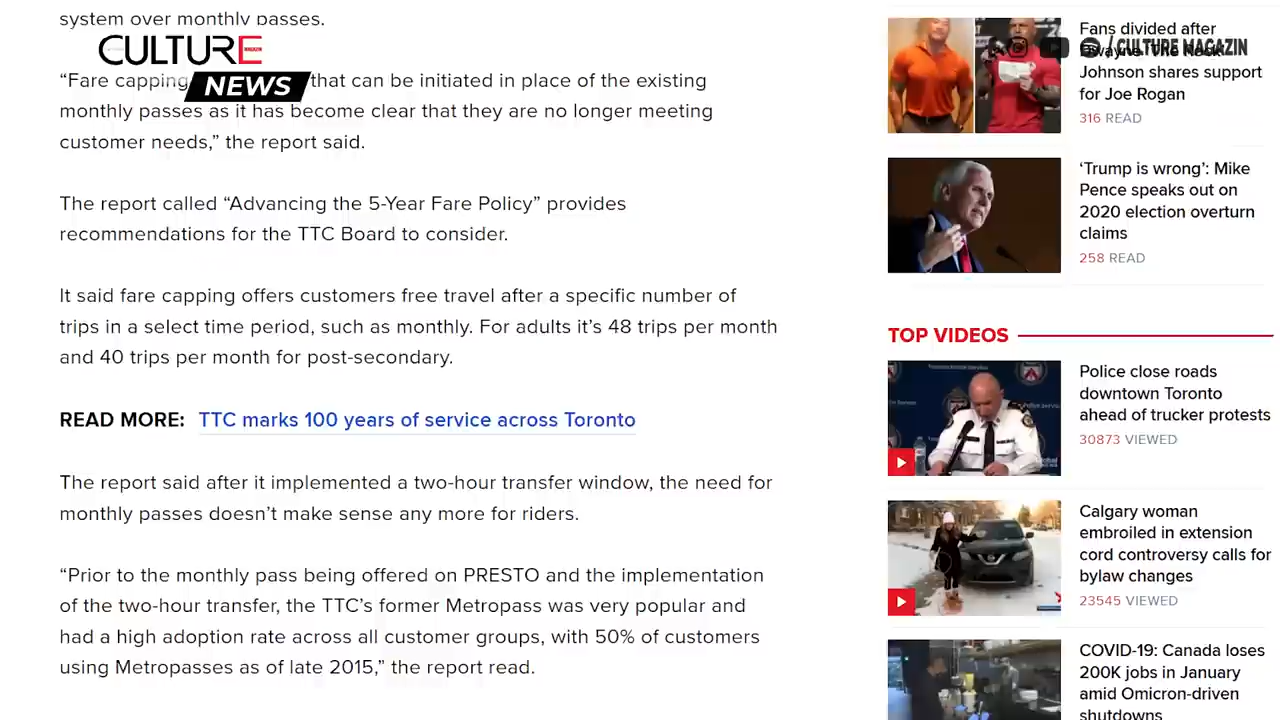 system over monthly passes.
CULTURE
NEWS
“Fare capping that can be initiated in place of the existing
monthly passes as it has become clear that they are no longer meeting
customer needs,” the report said.
The report called “Advancing the 5-Year Fare Policy” provides
recommendations for the TTC Board to consider.
It said fare capping offers customers free travel after a specific number of
trips in a select time period, such as monthly. For adults it’s 48 trips per month
and 40 trips per month for post-secondary.
READ MORE: TTC marks 100 years of service across Toronto
The report said after it implemented a two-hour transfer window, the need for
monthly passes doesn’t make sense any more for riders.
“Prior to the monthly pass being offered on PRESTO and the implementation
of the two-hour transfer, the TTC’s former Metropass was very popular and
had a high adoption rate across all customer groups, with 50% of customers
using Metropasses as of late 2015,” the report read.
Fans divided after
Dwayne ‘The Rock’
/ CULTURE MAGAZIN
Johnson shares support
for Joe Rogan
316 READ
‘Trump is wrong’: Mike
Pence speaks out on
2020 election overturn
claims
258 READ
TOP VIDEOS
Police close roads
downtown Toronto
ahead of trucker protests
30873 VIEWED
Calgary woman
embroiled in extension
cord controversy calls for
bylaw changes
23545 VIEWED
COVID-19: Canada loses
200K jobs in January
amid Omicron-driven
shutdowns